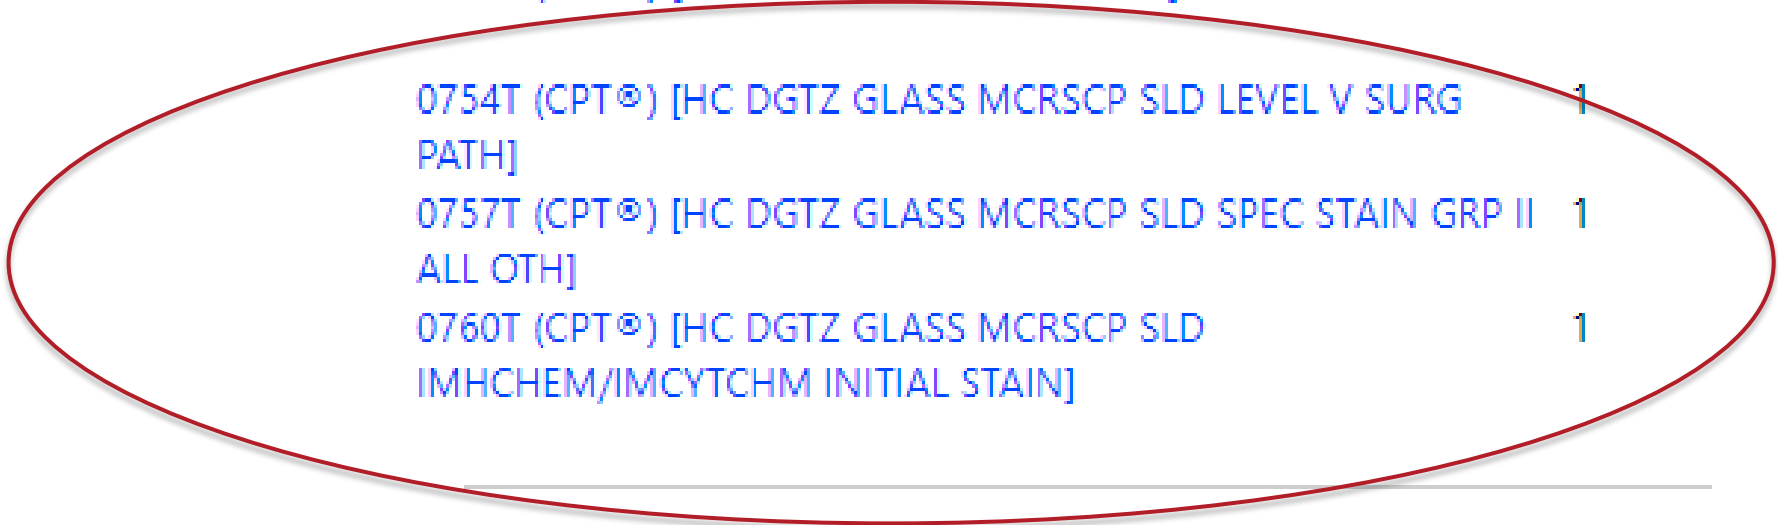 0754T (CPT®) [HC DGTZ GLASS MCRSCP SLD LEVEL V SURG 1
PATH]
0757T (CPT®) [HC DGTZ GLASS MCRSCP SLD SPEC STAIN GRP II 1
ALL OTH]
0760T (CPT®) [HC DGTZ GLASS MCRSCP SLD 1
IMHCHEM/IMCYTCHM INITIAL STAIN]